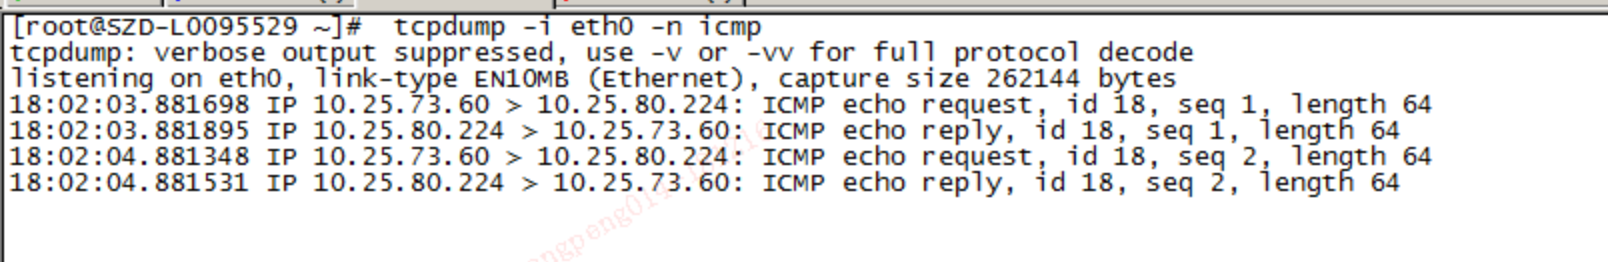 [root@SZD-L0095529 ~]#  tcpdump -i eth0 -n icmp
tcpdump: verbose output suppressed, use -v or -vv for full protocol decode
listening on eth0, link-type EN10MB (Ethernet), capture size 262144 bytes
18:02:03.881698 IP 10.25.73.60 > 10.25.80.224: ICMP echo request, id 18, seq 1, length 64
18:02:03.881895 IP 10.25.80.224 > 10.25.73.60: ICMP echo reply, id 18, seq 1, length 64
18:02:04.881348 IP 10.25.73.60 > 10.25.80.224: ICMP echo request, id 18, seq 2, length 64
18:02:04.881531 IP 10.25.80.224 > 10.25.73.60: ICMP echo reply, id 18, seq 2, length 64